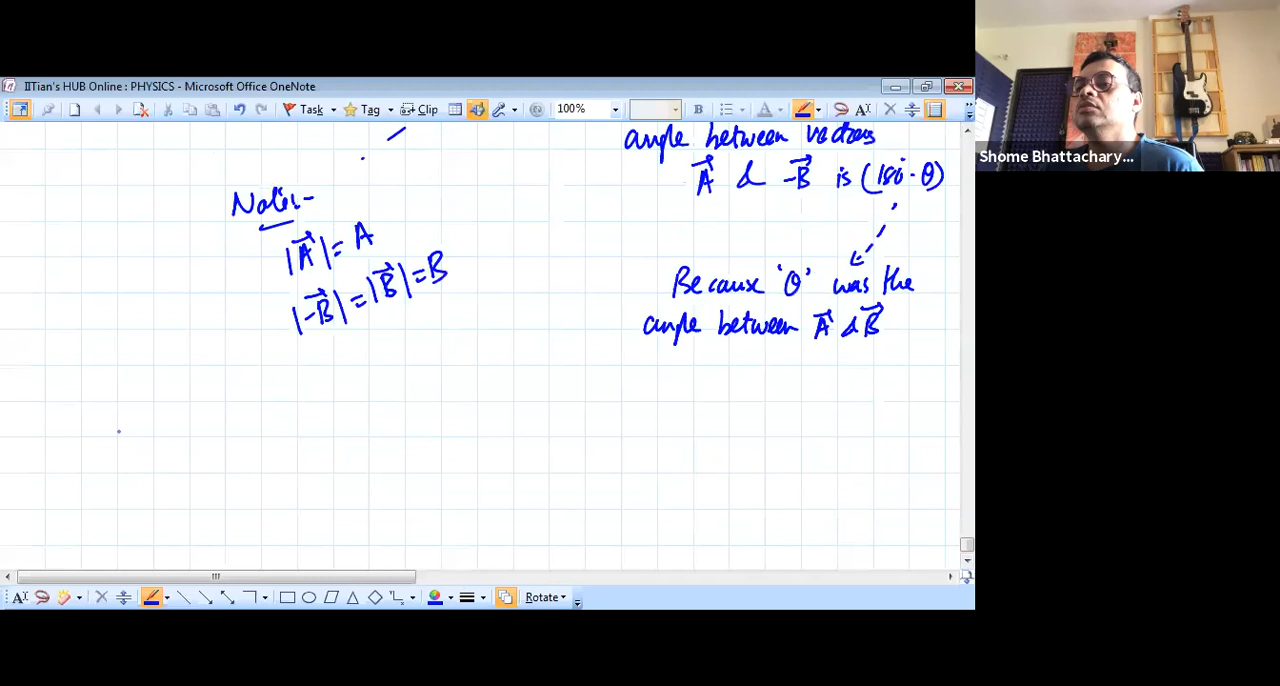 IITian's HUB Online : PHYSICS - Microsoft Office OneNote
Task
Tag
Clip
100%
B
A
angle between vectors
A⃗ & -B⃗ is (180° - θ)
Notes -
|A⃗| = A
|-B⃗| = |B⃗| = B
Because 'θ' was the
angle between A⃗ & B⃗
Rotate
Shome Bhattachary...